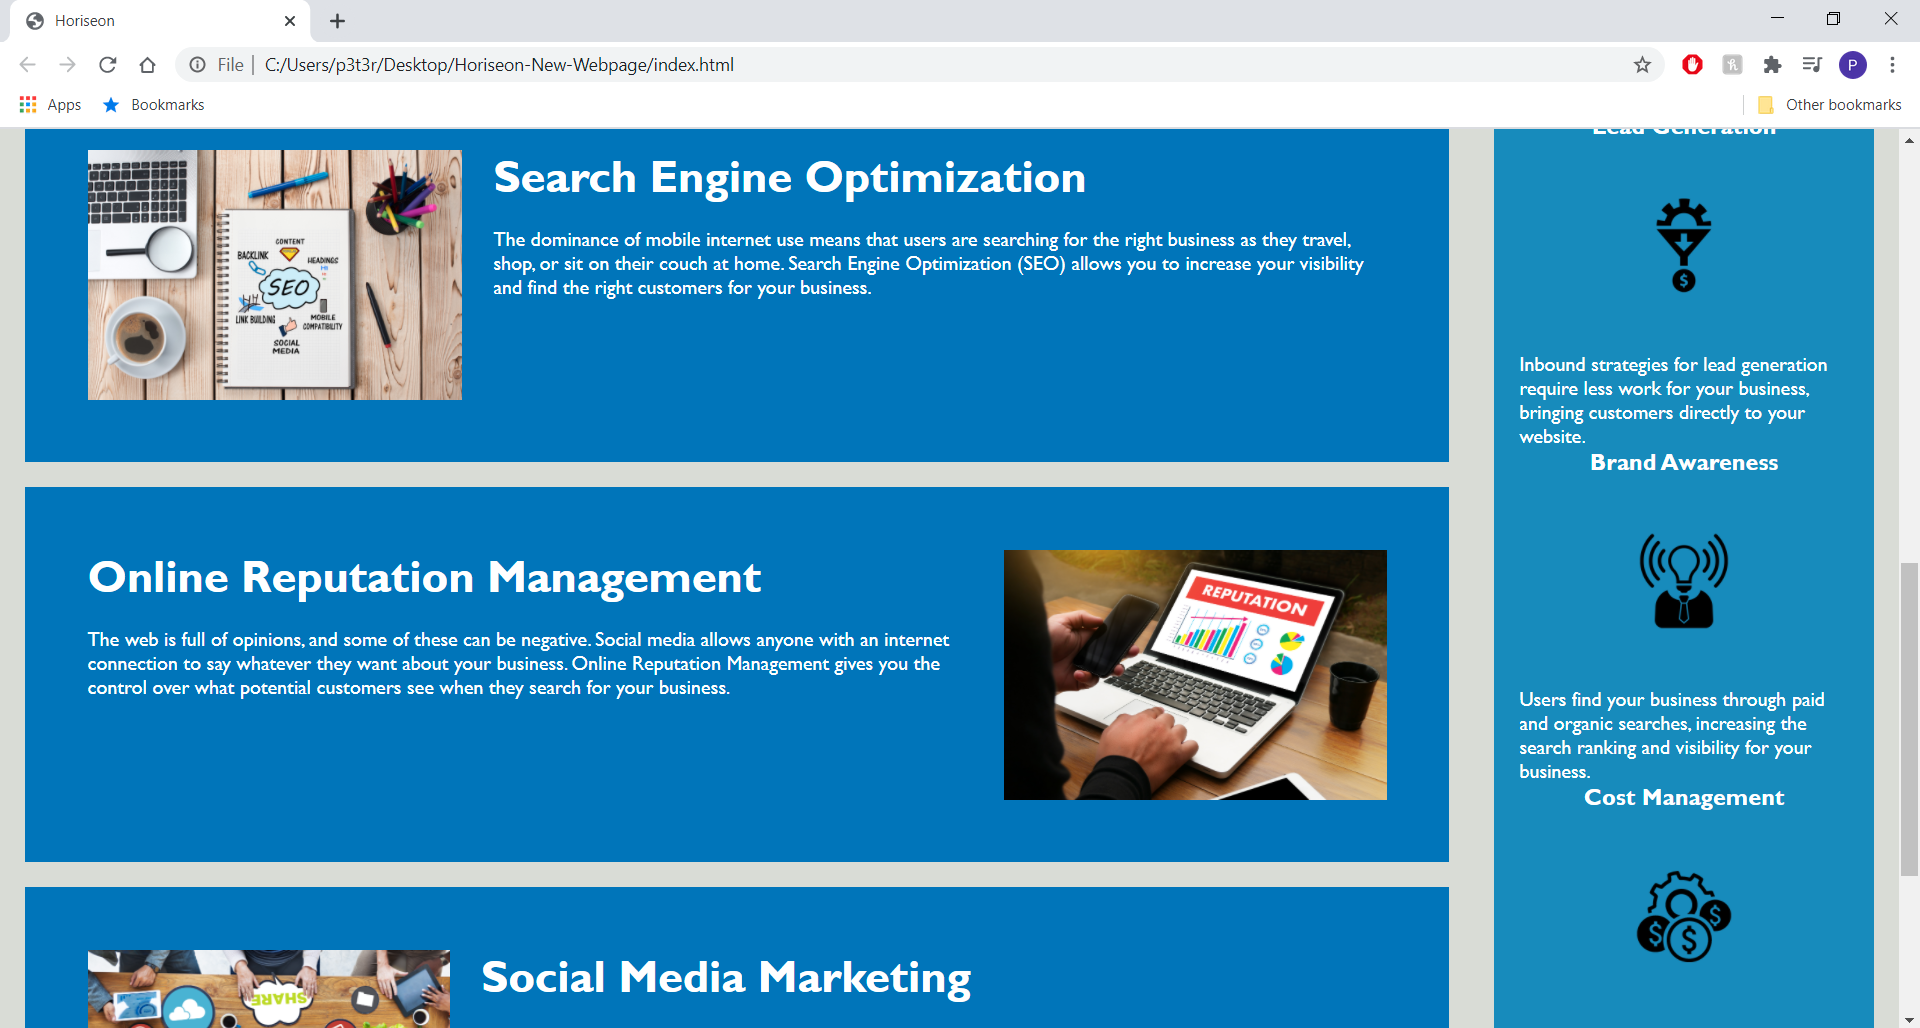 Horiseon
File
C:/Users/p3t3r/Desktop/Horiseon-New-Webpage/index.html
P
Apps
Bookmarks
Other bookmarks
CONTENT
BACKLINK
HEADINGS
SEO
LINK BUILDING
MOBILE
COMPATIBILITY
SOCIAL
MEDIA
Search Engine Optimization
The dominance of mobile internet use means that users are searching for the right business as they travel,
shop, or sit on their couch at home. Search Engine Optimization (SEO) allows you to increase your visibility
and find the right customers for your business.
Online Reputation Management
The web is full of opinions, and some of these can be negative. Social media allows anyone with an internet
connection to say whatever they want about your business. Online Reputation Management gives you the
control over what potential customers see when they search for your business.
REPUTATION
SHARE
Social Media Marketing
Lead Generation
$
Inbound strategies for lead generation
require less work for your business,
bringing customers directly to your
website.
Brand Awareness
Users find your business through paid
and organic searches, increasing the
search ranking and visibility for your
business.
Cost Management
$ $ $